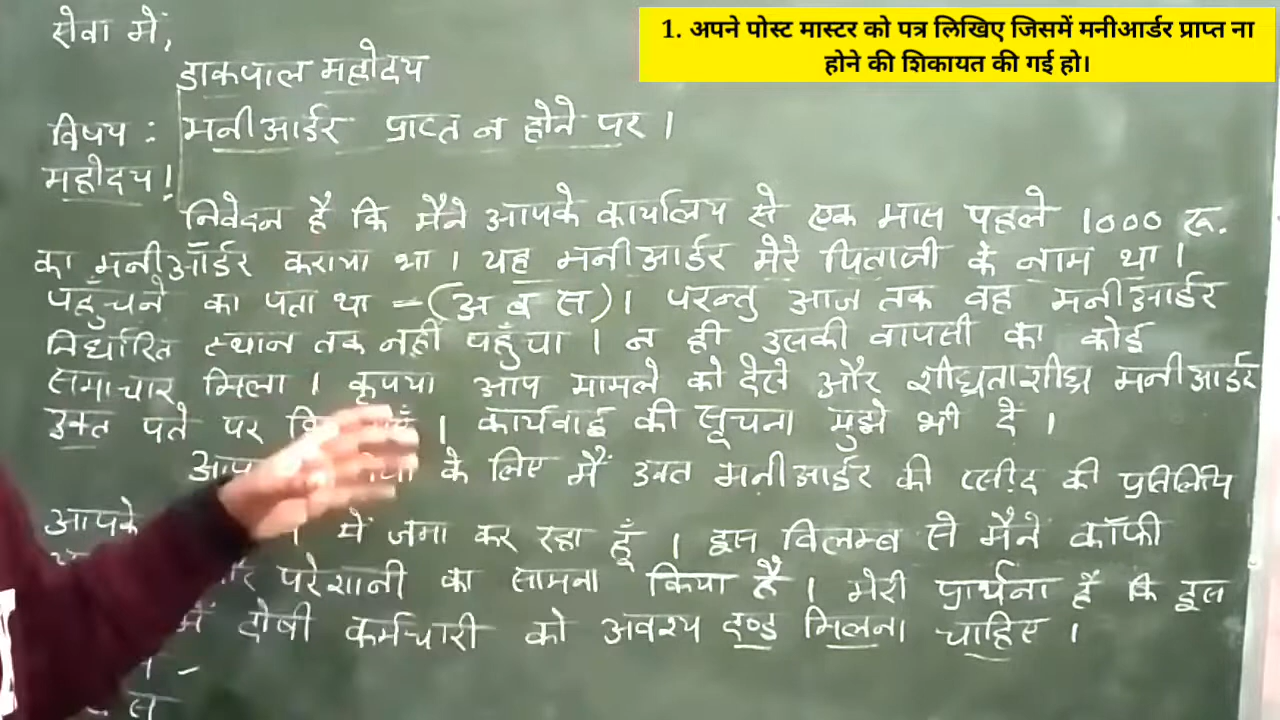 1. अपने पोस्ट मास्टर को पत्र लिखिए जिसमें मनीआर्डर प्राप्त ना
होने की शिकायत की गई हो।
सेवा में,
डाकपाल महोदय
विषय : मनीआर्डर प्राप्त न होने पर ।
महोदय!
निवेदन है कि मैने आपके कार्यालय से एक मास पहले 1000 रू.
का मनीऑर्डर कराया था । यह मनीआर्डर मेरे पिताजी के नाम था ।
पहुँचने का पता था -(अ ब स)। परन्तु आज तक वह मनीआर्डर
निर्धारित स्थान तक नहीं पहुँचा । न ही उसकी वापसी का कोई
समाचार मिला । कृपया आप मामले को देखे और शीघ्रताशीघ्र मनीआर्डर
उक्त पते पर । कार्यवाई की सूचना मुझे भी दें ।
के लिए मैं उक्त मनीआर्डर की रसीद की प्रतिलिपि
आपके में जमा कर रहा हूँ । इस विलम्ब से मैने कॉफी
परेशानी का सामना किया है । मेरी प्रार्थना है कि इस
में दोषी कर्मचारी को अवश्य दण्ड मिलना चाहिए ।